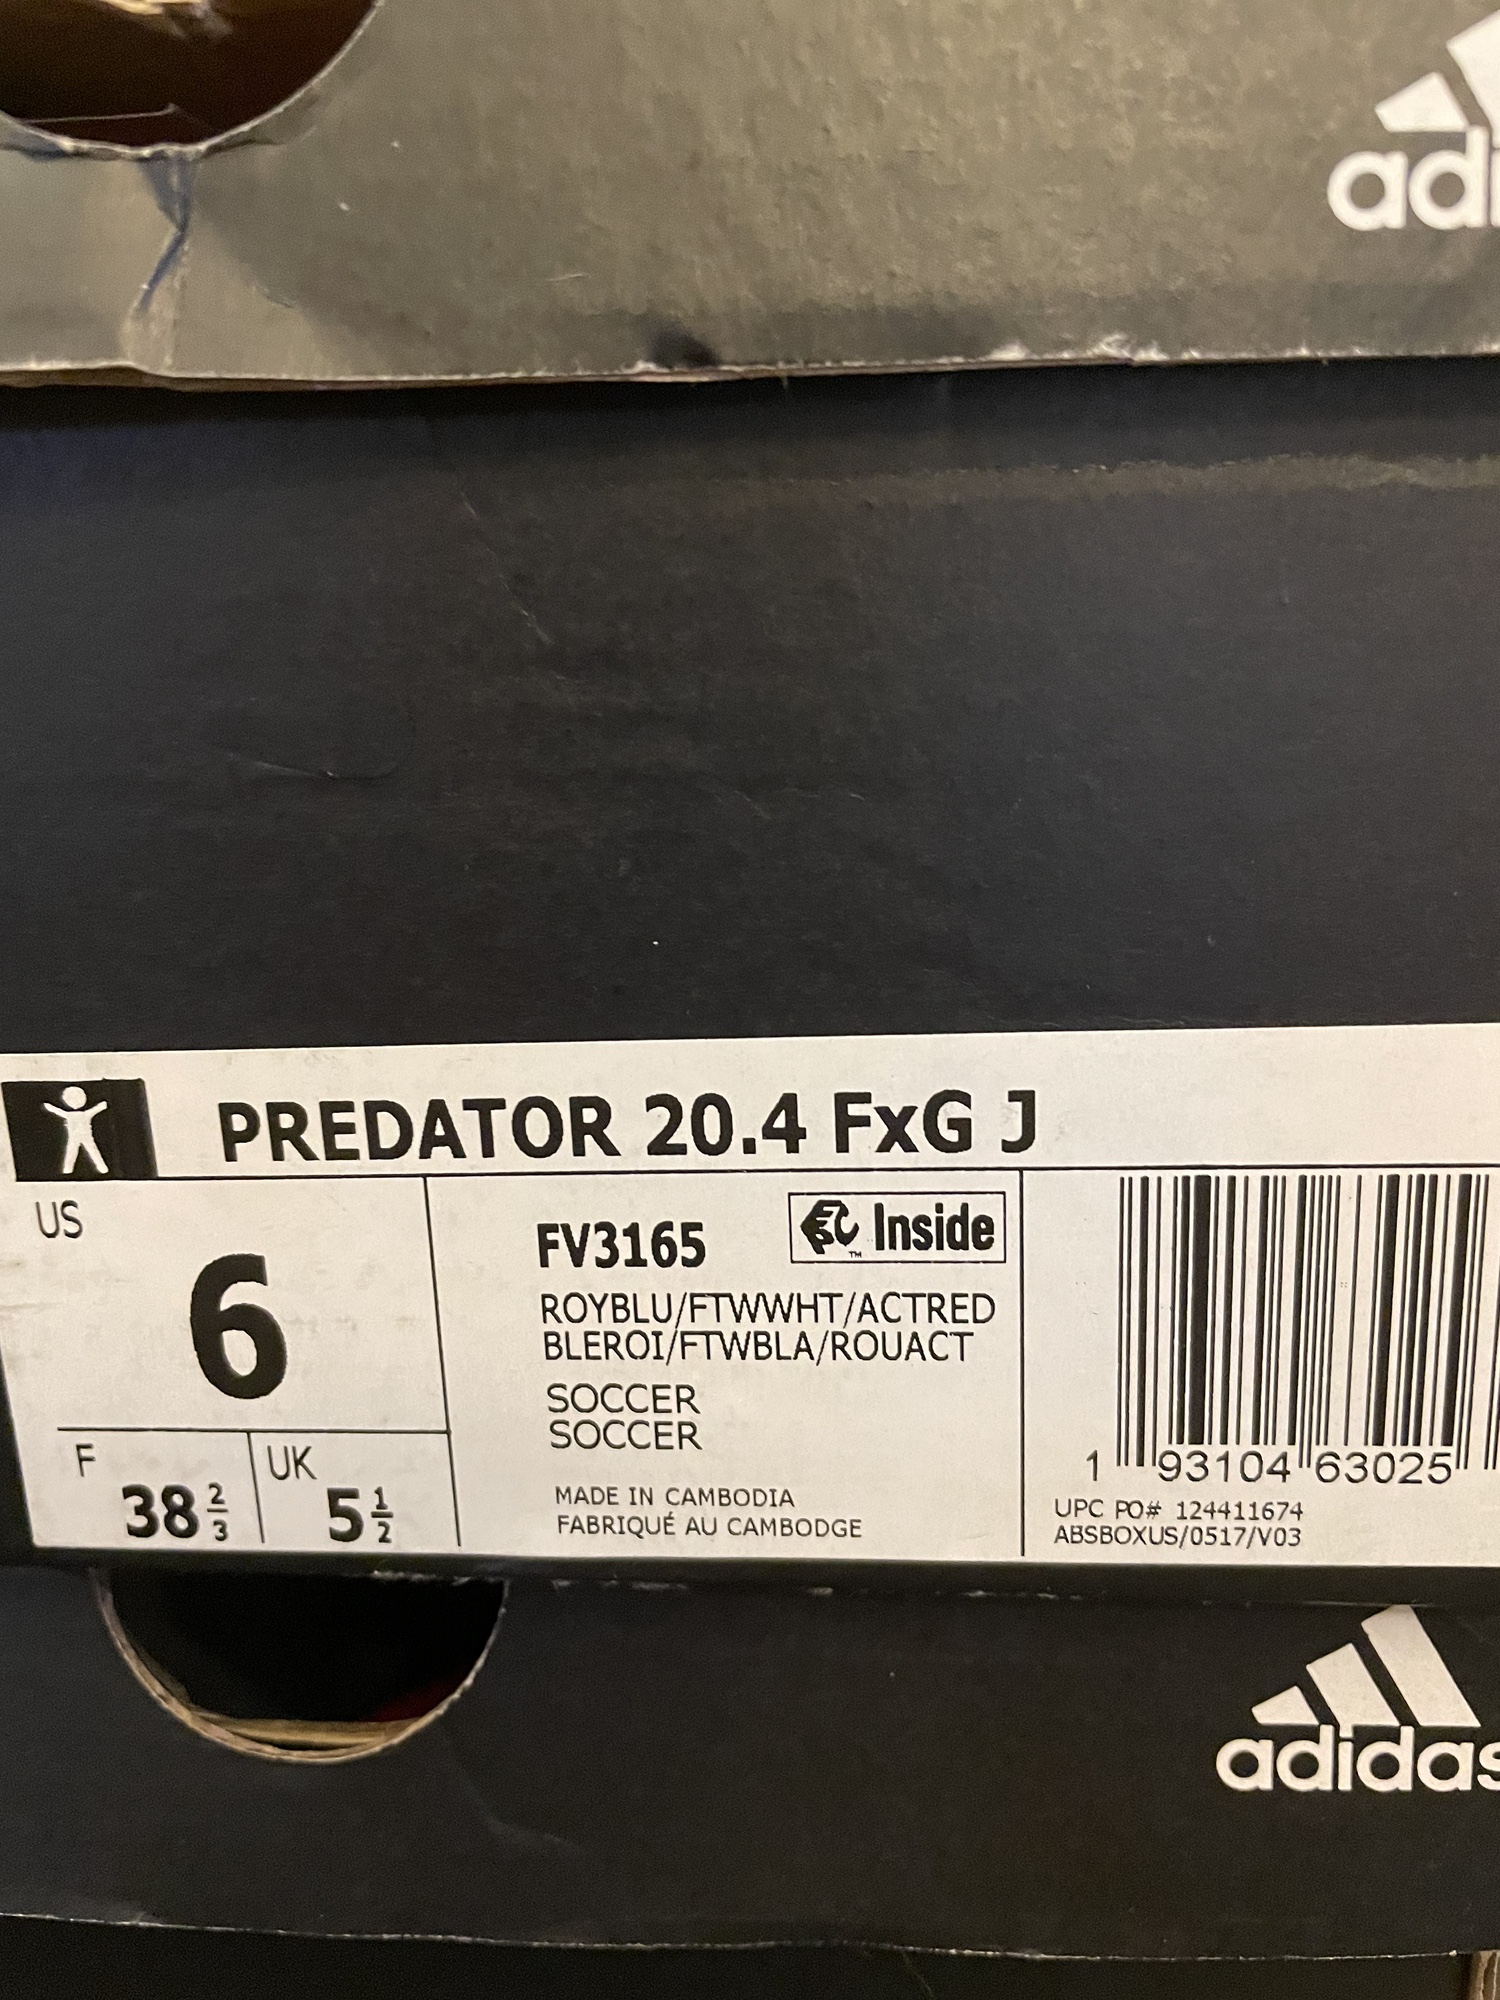 adi
PREDATOR 20.4 FxG J
US
6
F
38 2/3
UK
5 1/2
FV3165
™ Inside
ROYBLU/FTWWHT/ACTRED
BLEROI/FTWBLA/ROUACT
SOCCER
SOCCER
MADE IN CAMBODIA
FABRIQUÉ AU CAMBODGE
1 93104 63025
UPC PO# 124411674
ABSBOXUS/0517/V03
adidas